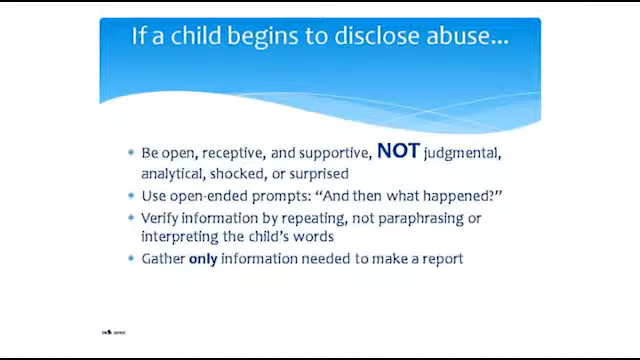 If a child begins to disclose abuse...
* Be open, receptive, and supportive, NOT judgmental,
analytical, shocked, or surprised
* Use open-ended prompts: “And then what happened?”
* Verify information by repeating, not paraphrasing or
interpreting the child’s words
* Gather only information needed to make a report